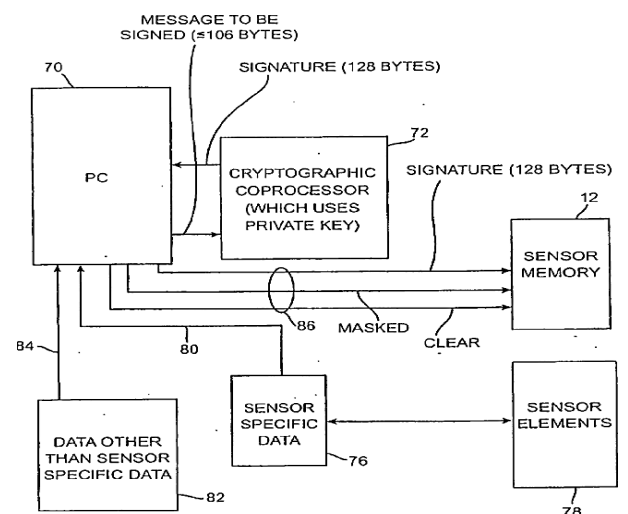 MESSAGE TO BE
SIGNED (≤106 BYTES)
70
SIGNATURE (128 BYTES)
72
PC
CRYPTOGRAPHIC
COPROCESSOR
(WHICH USES
PRIVATE KEY)
SIGNATURE (128 BYTES)
12
SENSOR
MEMORY
86
MASKED
CLEAR
80
84
SENSOR
SPECIFIC
DATA
76
SENSOR
ELEMENTS
78
DATA OTHER
THAN SENSOR
SPECIFIC DATA
82